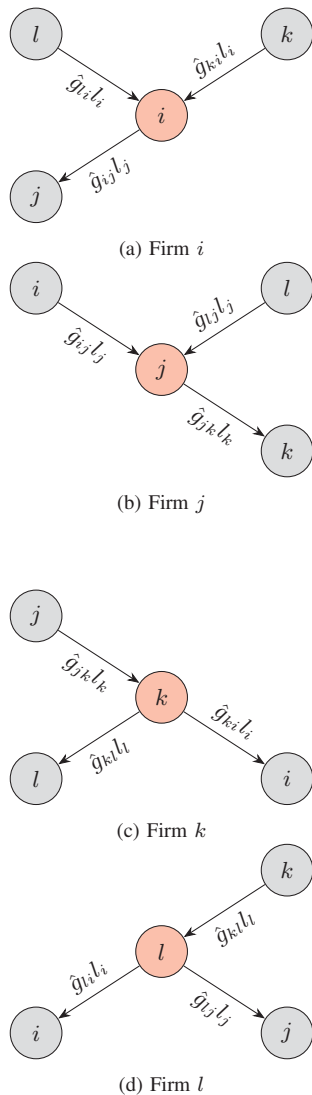 l
k
ĝ_{li}l_i
ĝ_{ki}l_i
i
ĝ_{ij}l_j
j
(a) Firm i
i
l
ĝ_{ij}l_j
ĝ_{lj}l_j
j
ĝ_{jk}l_k
k
(b) Firm j
j
ĝ_{jk}l_k
k
ĝ_{kl}l_l
ĝ_{ki}l_i
l
i
(c) Firm k
k
ĝ_{kl}l_l
l
ĝ_{li}l_i
ĝ_{lj}l_j
i
j
(d) Firm l